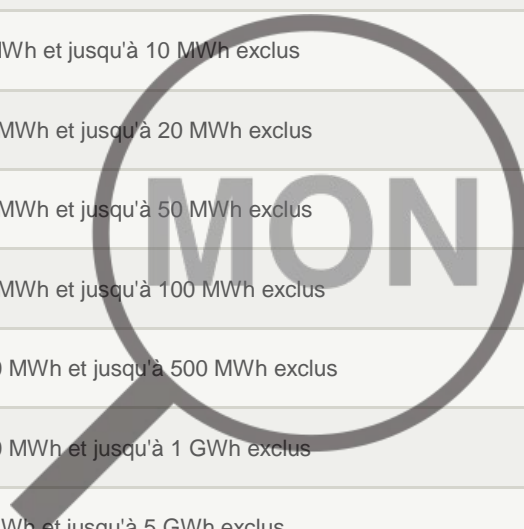 MWh et jusqu'à 10 MWh exclus
MWh et jusqu'à 20 MWh exclus
MWh et jusqu'à 50 MWh exclus
MON
MWh et jusqu'à 100 MWh exclus
MWh et jusqu'à 500 MWh exclus
MWh et jusqu'à 1 GWh exclus
MWh et jusqu'à 5 GWh exclus